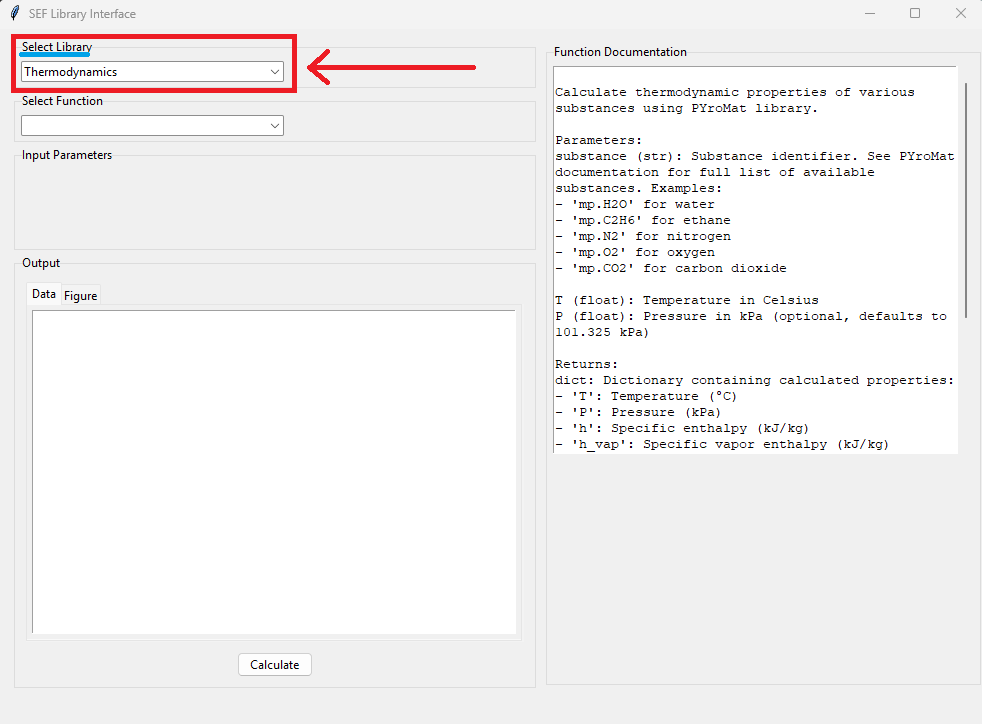 SEF Library Interface
Select Library
Thermodynamics
Select Function
Input Parameters
Output
Data
Figure
Calculate
Function Documentation
Calculate thermodynamic properties of various
substances using PYroMat library.
Parameters:
substance (str): Substance identifier. See PYroMat
documentation for full list of available
substances. Examples:
- 'mp.H2O' for water
- 'mp.C2H6' for ethane
- 'mp.N2' for nitrogen
- 'mp.O2' for oxygen
- 'mp.CO2' for carbon dioxide
T (float): Temperature in Celsius
P (float): Pressure in kPa (optional, defaults to
101.325 kPa)
Returns:
dict: Dictionary containing calculated properties:
- 'T': Temperature (°C)
- 'P': Pressure (kPa)
- 'h': Specific enthalpy (kJ/kg)
- 'h_vap': Specific vapor enthalpy (kJ/kg)